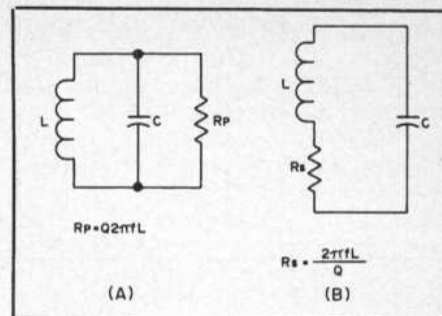 L
C
RP
RP=Q2πfL
(A)
L
Rs
C
Rs = 2πfL
Q
(B)